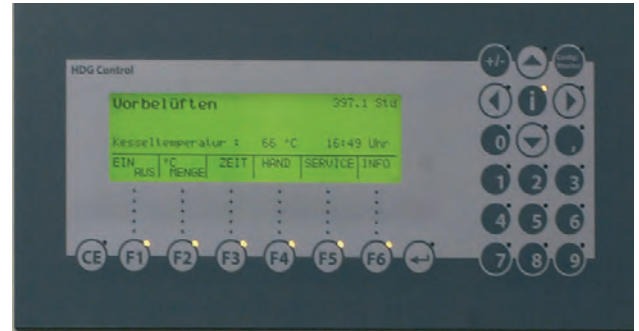 HDG Control
Vorbelüften 397.1 Std
Kesseltemperatur : 66 °C 16:49 Uhr
EIN °C ZEIT HAND SERVICE INFO
AUS MENGE
+/-
i
0 ,
1 2 3
4 5 6
7 8 9
CE F1 F2 F3 F4 F5 F6